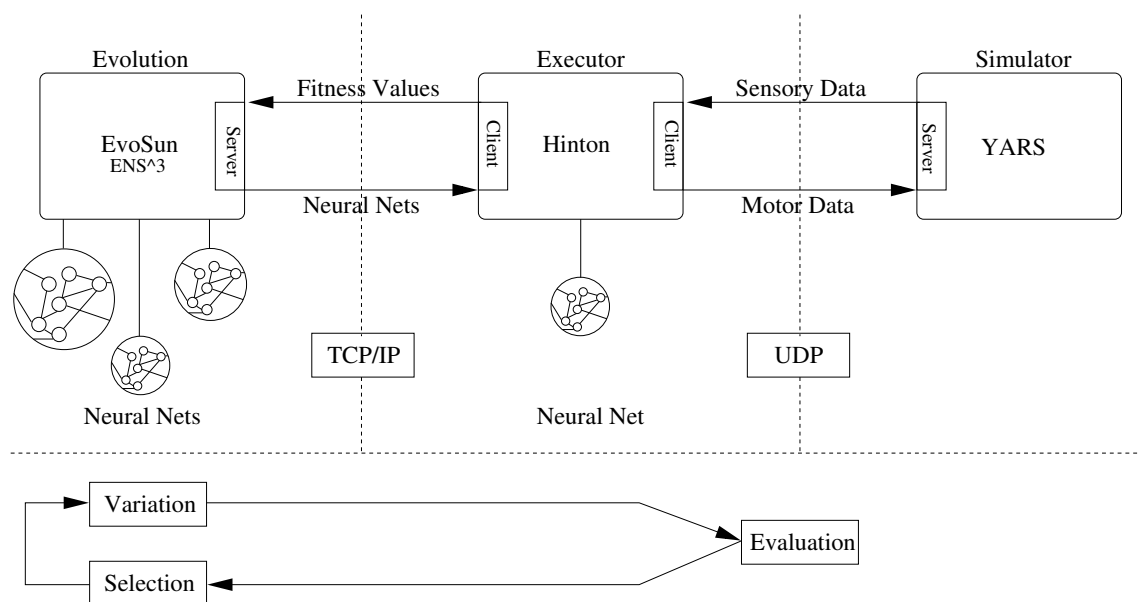 Evolution
Executor
Simulator
Fitness Values
Sensory Data
EvoSun
ENS^3
Server
Client
Hinton
Client
Server
YARS
Neural Nets
Motor Data
TCP/IP
UDP
Neural Nets
Neural Net
Variation
Evaluation
Selection